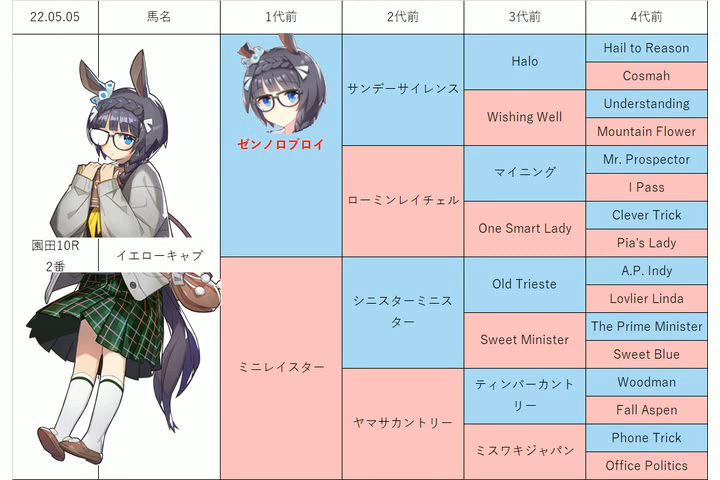 22.05.05
馬名
1代前
2代前
3代前
4代前
園田10R
2番
イエローキャブ
ゼンノロブロイ
ミニレイスター
サンデーサイレンス
ローミンレイチェル
シニスターミニス
ター
ヤマサカントリー
Halo
Wishing Well
マイニング
One Smart Lady
Old Trieste
Sweet Minister
ティンバーカント
リー
ミスワキジャパン
Hail to Reason
Cosmah
Understanding
Mountain Flower
Mr. Prospector
I Pass
Clever Trick
Pia's Lady
A.P. Indy
Lovlier Linda
The Prime Minister
Sweet Blue
Woodman
Fall Aspen
Phone Trick
Office Politics